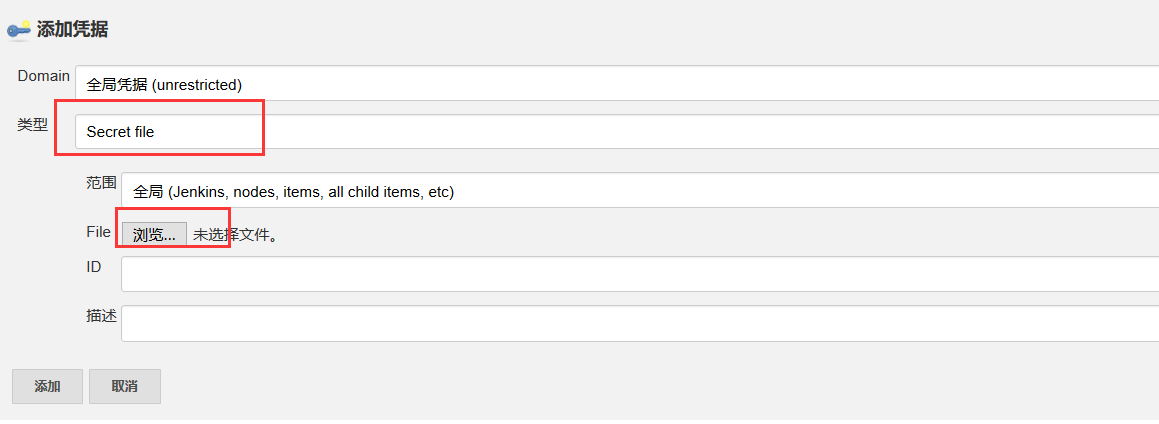 添加凭据
Domain 全局凭据 (unrestricted)
类型 Secret file
范围 全局 (Jenkins, nodes, items, all child items, etc)
File 浏览... 未选择文件。
ID
描述
添加 取消